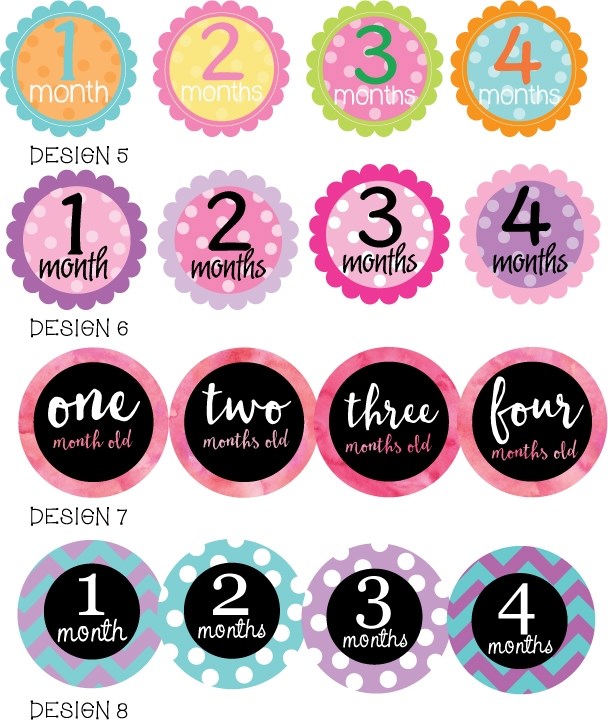 1 2 3 4
month months months months
DESIGN 5
1 2 3 4
month months months months
DESIGN 6
one two three four
month old months old months old months old
DESIGN 7
1 2 3 4
month months months months
DESIGN 8